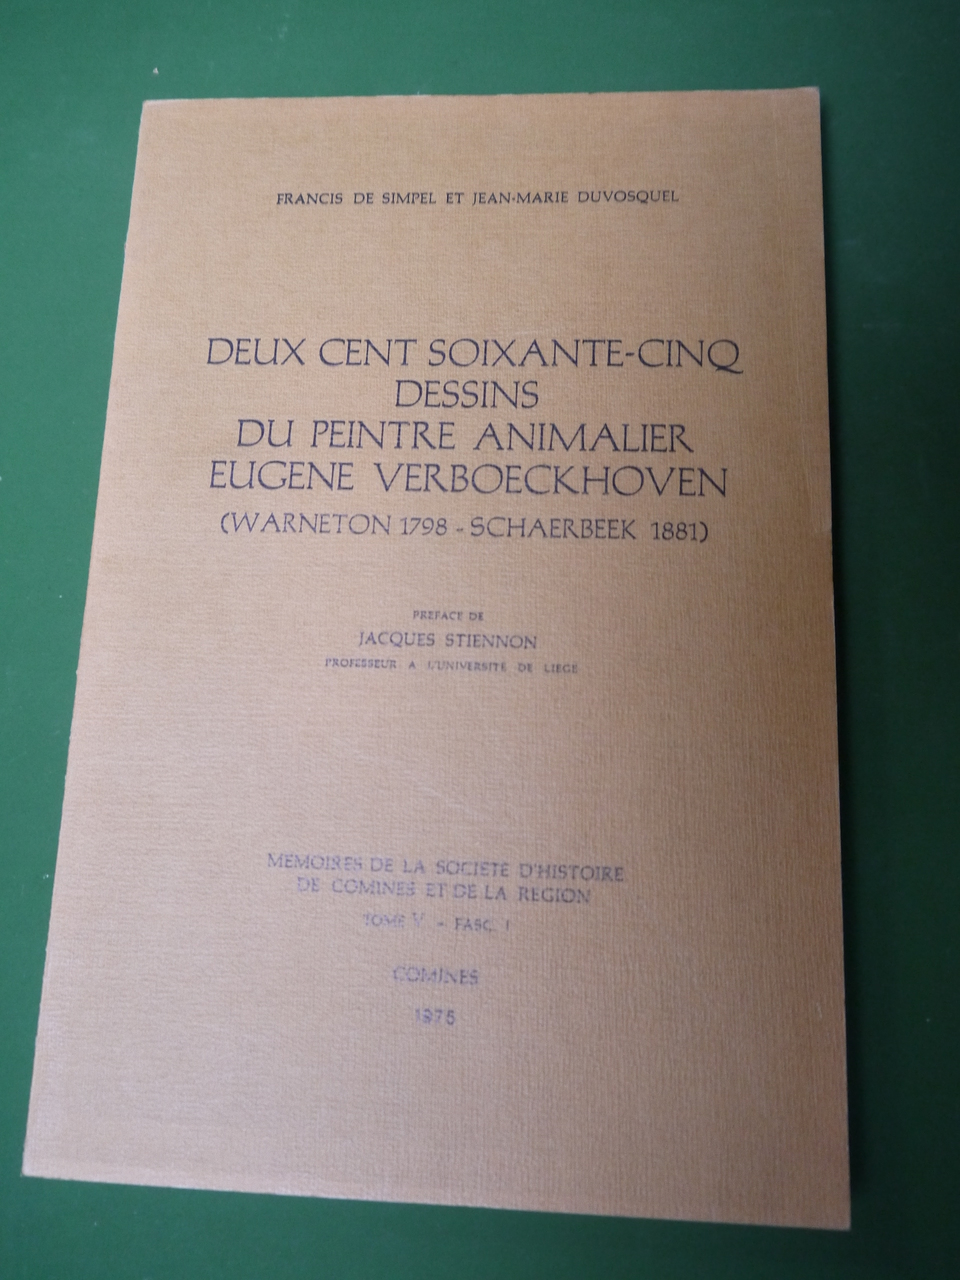 FRANCIS DE SIMPEL ET JEAN-MARIE DUVOSQUEL
DEUX CENT SOIXANTE-CINQ
DESSINS
DU PEINTRE ANIMALIER
EUGENE VERBOECKHOVEN
(WARNETON 1798 - SCHAERBEEK 1881)
PREFACE DE
JACQUES STIENNON
PROFESSEUR A L'UNIVERSITE DE LIEGE
MEMOIRES DE LA SOCIETE D'HISTOIRE
DE COMINES ET DE LA REGION
TOME V - FASC. I
COMINES
1975